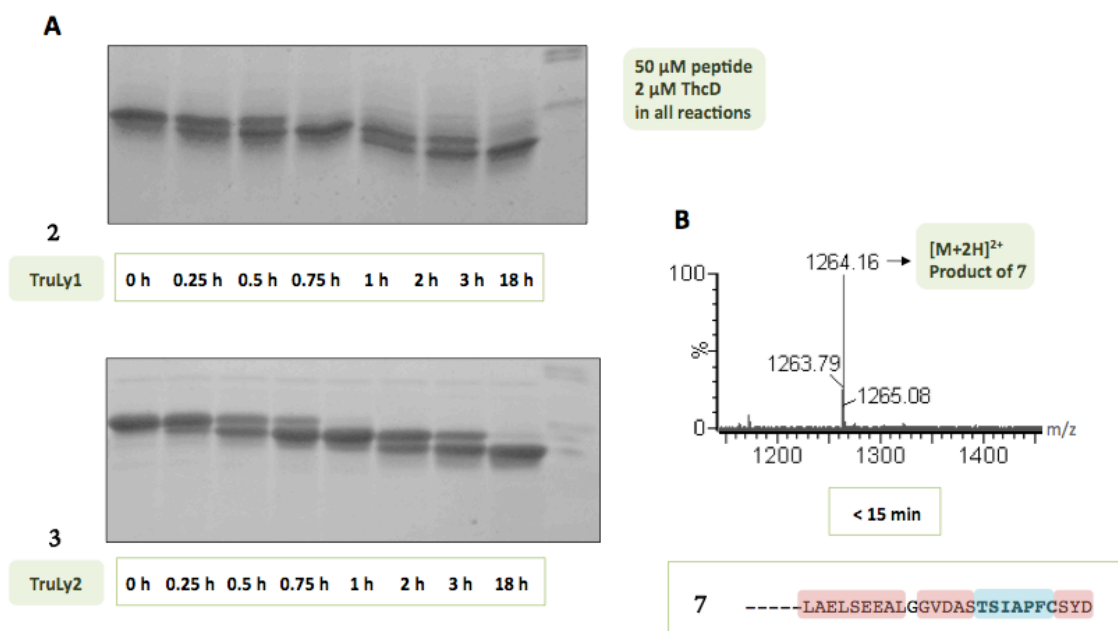 A
50 μM peptide
2 μM ThcD
in all reactions
2
TruLy1
0 h 0.25 h 0.5 h 0.75 h 1 h 2 h 3 h 18 h
3
TruLy2
0 h 0.25 h 0.5 h 0.75 h 1 h 2 h 3 h 18 h
B
[M+2H]²⁺
Product of 7
1264.16
100
%
1263.79
1265.08
0
m/z
1200 1300 1400
< 15 min
7 -----LAELSEEALGGVDASTSIAPFCSYD